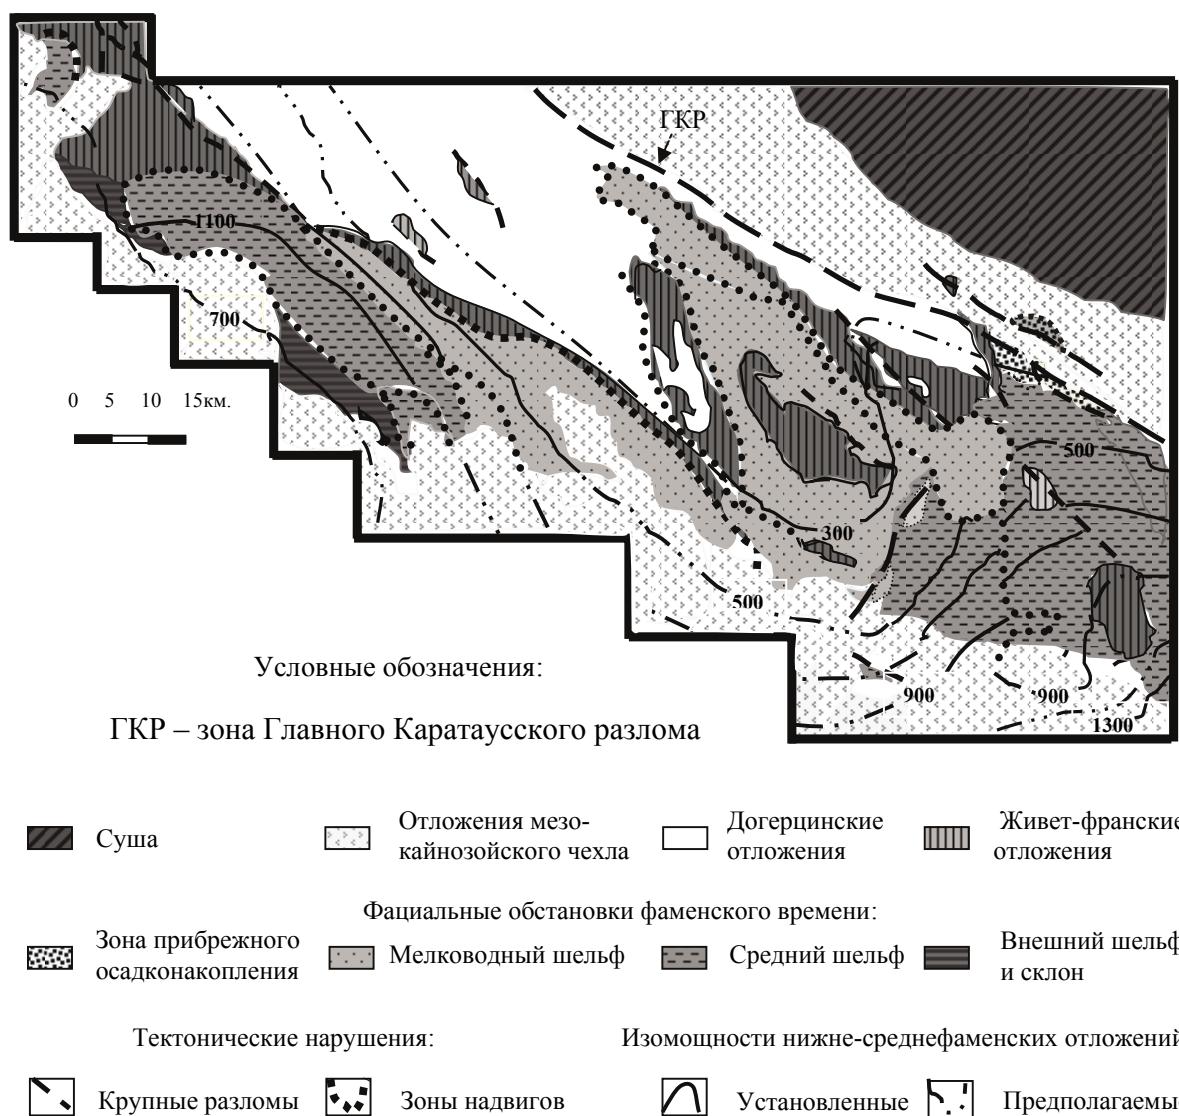 ГКР
1100
700
0 5 10 15км.
500
300
500
900
900
1300
Условные обозначения:
ГКР – зона Главного Каратаусского разлома
Суша
Отложения мезо-
кайнозойского чехла
Догерцинские
отложения
Живет-франские
отложения
Фациальные обстановки фаменского времени:
Зона прибрежного
осадконакопления
Мелководный шельф
Средний шельф
Внешний шельф
и склон
Тектонические нарушения:
Изомощности нижне-среднефаменских отложений
Крупные разломы
Зоны надвигов
Установленные
Предполагаемы